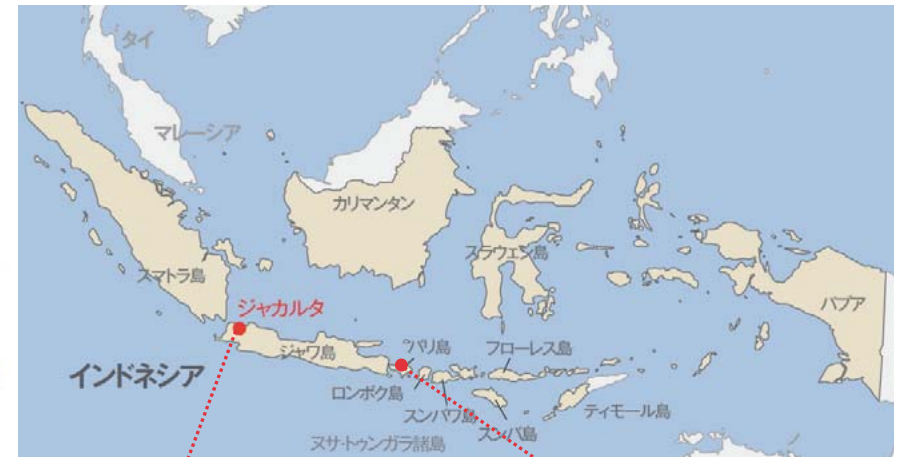 タイ
マレーシア
カリマンタン
スラウェシ島
スマトラ島
パプア
ジャカルタ
ジャワ島
バリ島
フローレス島
インドネシア
ロンボク島
スンバワ島
ティモール島
スンバ島
ヌサ・トゥンガラ諸島